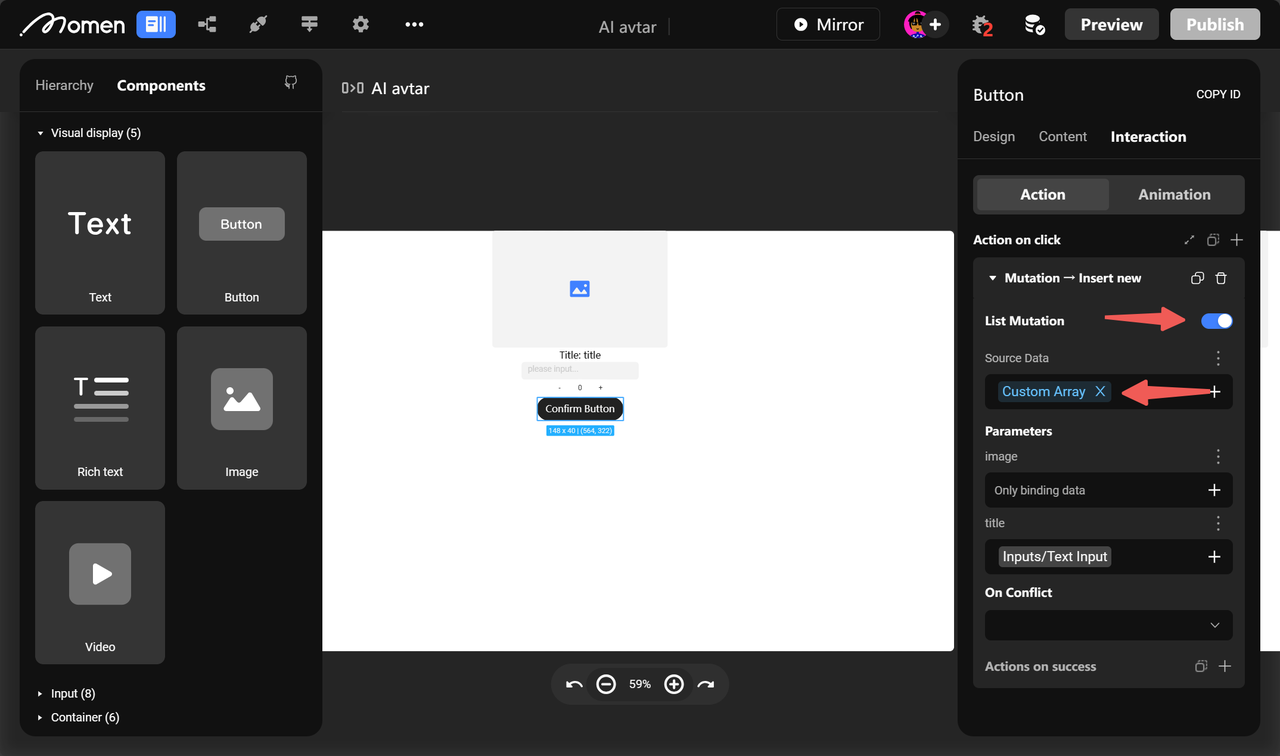 Momen
AI avtar
Mirror
2
Preview
Publish
Hierarchy
Components
Visual display (5)
Text
Text
Button
Button
T
Rich text
Image
Video
Input (8)
Container (6)
AI avtar
Title: title
please input...
- 0 +
Confirm Button
148 x 40 | (564, 322)
59%
Button
COPY ID
Design
Content
Interaction
Action
Animation
Action on click
Mutation → Insert new
List Mutation
Source Data
Custom Array X
Parameters
image
Only binding data
title
Inputs/Text Input
On Conflict
Actions on success